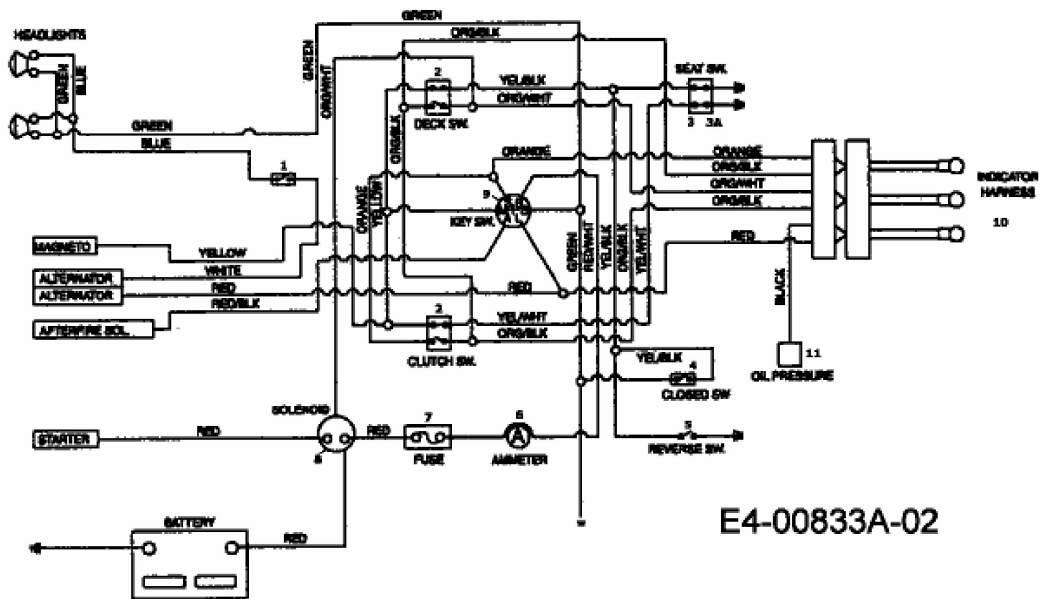 GREEN
HEADLIGHTS
ORG/BLK
GREEN
BLUE
GREEN
ORG/WHT
2
YEL/BLK
SEAT SW.
ORG/WHT
3 3A
DECK SW.
GREEN
BLUE
ORG/BLK
1
ORANGE
ORANGE
ORG/BLK
ORG/WHT
ORG/BLK
INDICATOR
HARNESS
10
9
KEY SW.
ORANGE
YELLOW
MAGNETO
YELLOW
RED
GREEN
RED/WHT
YEL/BLK
ORG/BLK
YEL/WHT
ALTERNATOR
WHITE
ALTERNATOR
RED
RED
BLACK
RED/BLK
AFTERFIRE SOL.
2
YEL/WHT
ORG/BLK
CLUTCH SW.
YEL/BLK
4
CLOSED SW
11
OIL PRESSURE
SOLENOID
STARTER
RED
RED
7
FUSE
6
A
AMMETER
5
REVERSE SW.
8
BATTERY
RED
E4-00833A-02